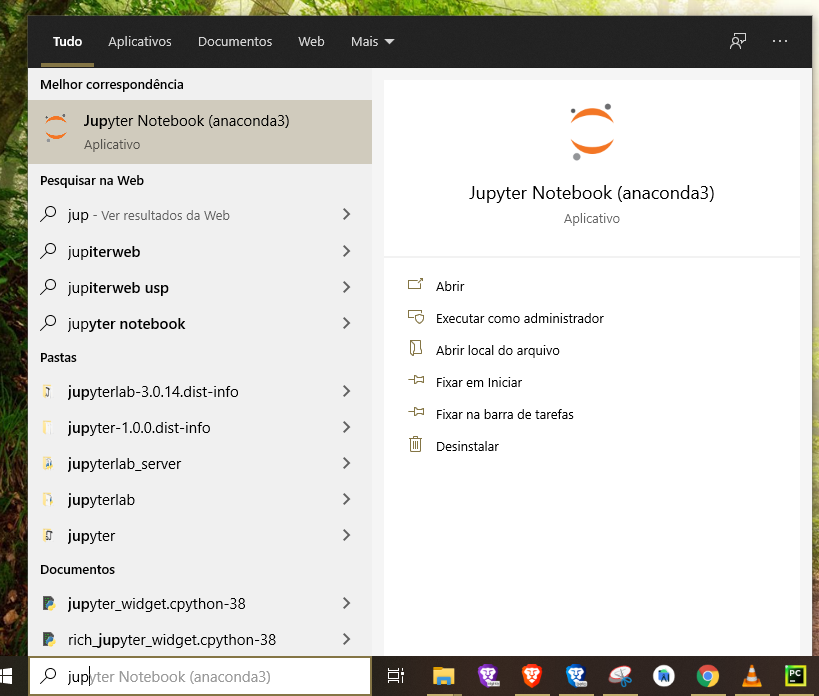 Tudo Aplicativos Documentos Web Mais
Melhor correspondência
Jupyter Notebook (anaconda3)
Aplicativo
Pesquisar na Web
jup - Ver resultados da Web
jupiterweb
jupiterweb usp
jupyter notebook
Pastas
jupyterlab-3.0.14.dist-info
jupyter-1.0.0.dist-info
jupyterlab_server
jupyterlab
jupyter
Documentos
jupyter_widget.cpython-38
rich_jupyter_widget.cpython-38
jupyter Notebook (anaconda3)
Jupyter Notebook (anaconda3)
Aplicativo
Abrir
Executar como administrador
Abrir local do arquivo
Fixar em Iniciar
Fixar na barra de tarefas
Desinstalar
PC